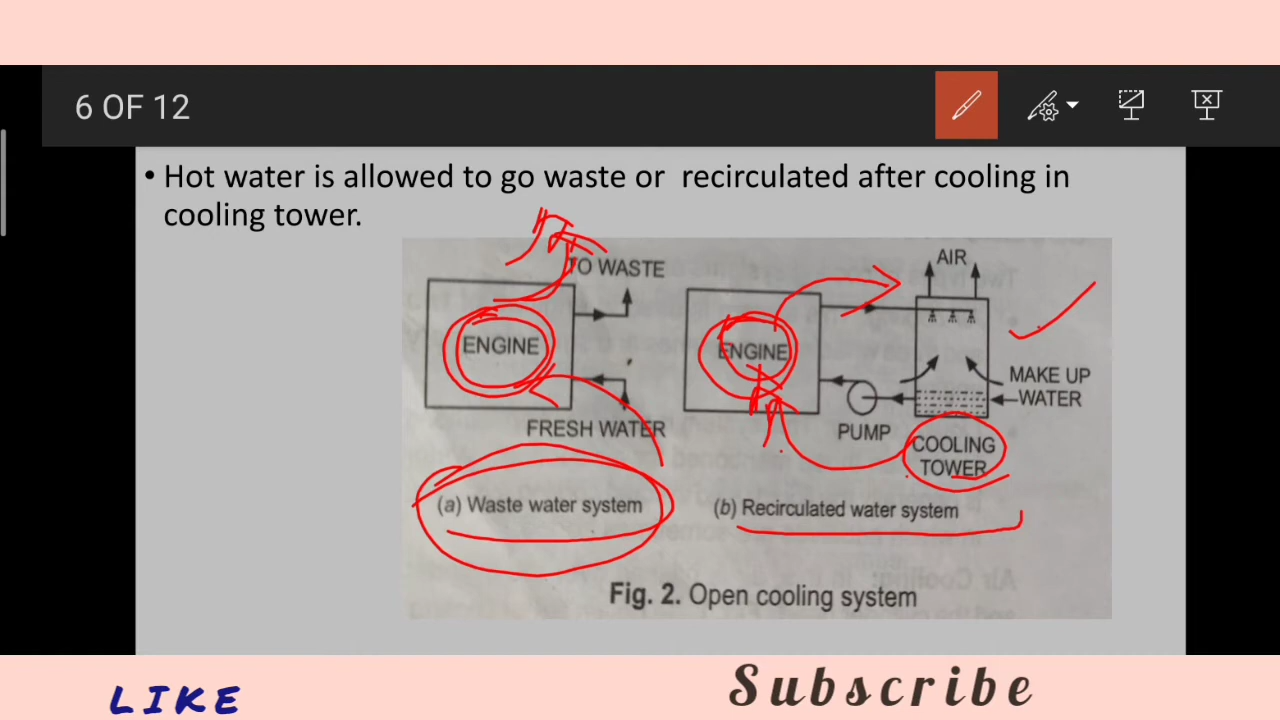 6 OF 12
• Hot water is allowed to go waste or recirculated after cooling in
cooling tower.
TO WASTE
ENGINE
FRESH WATER
(a) Waste water system
AIR
ENGINE
MAKE UP
WATER
PUMP
COOLING
TOWER
(b) Recirculated water system
Fig. 2. Open cooling system
LIKE
Subscribe